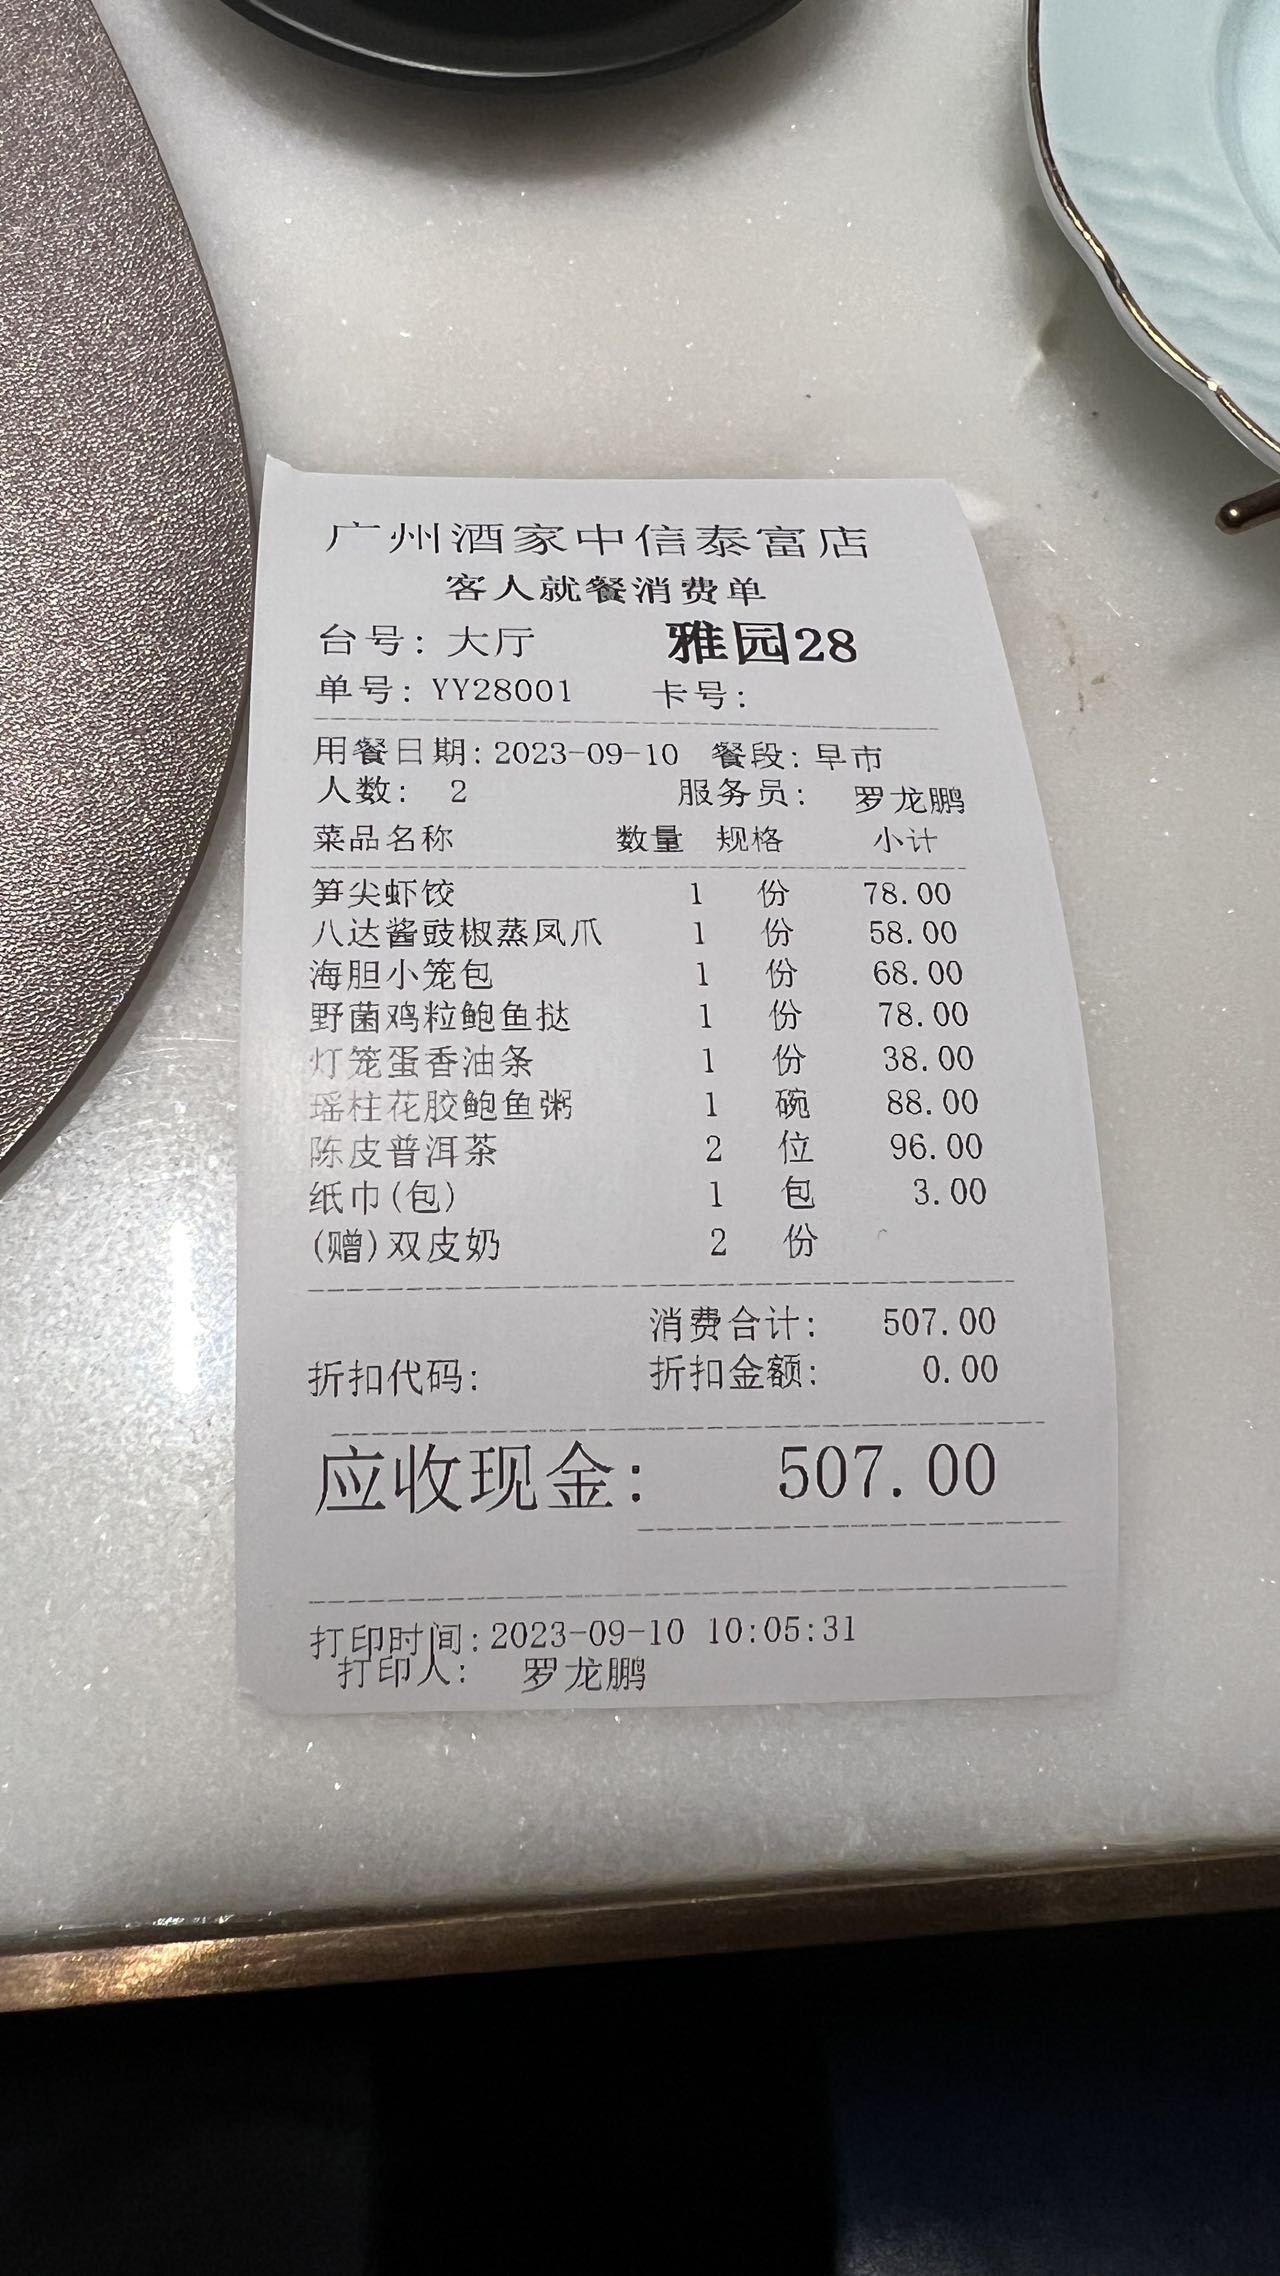 广州酒家中信泰富店
客人就餐消费单
台号: 大厅 雅园28
单号: YY28001 卡号:
用餐日期: 2023-09-10 餐段: 早市
人数: 2 服务员: 罗龙鹏
菜品名称 数量 规格 小计
笋尖虾饺 1 份 78.00
八达酱豉椒蒸凤爪 1 份 58.00
海胆小笼包 1 份 68.00
野菌鸡粒鲍鱼挞 1 份 78.00
灯笼蛋香油条 1 份 38.00
瑶柱花胶鲍鱼粥 1 碗 88.00
陈皮普洱茶 2 位 96.00
纸巾(包) 1 包 3.00
(赠)双皮奶 2 份
消费合计: 507.00
折扣代码: 折扣金额: 0.00
应收现金: 507.00
打印时间: 2023-09-10 10:05:31
打印人: 罗龙鹏